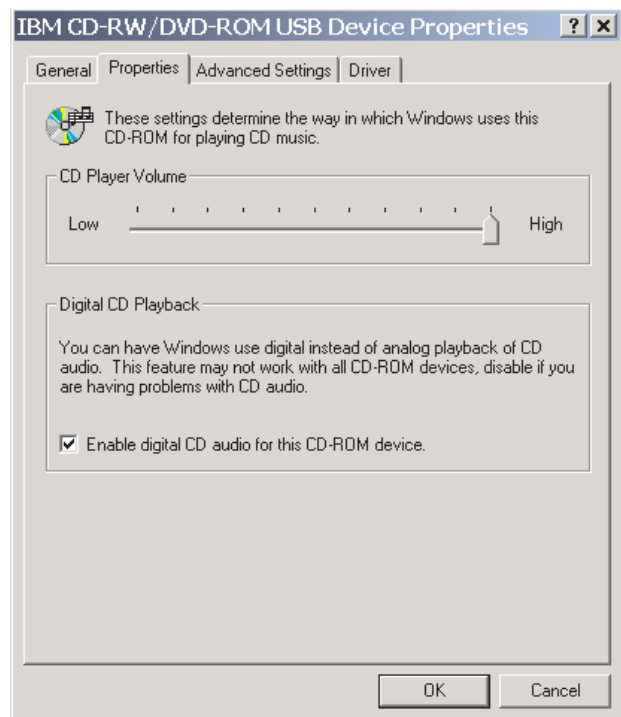 IBM CD-RW/DVD-ROM USB Device Properties
General Properties Advanced Settings Driver
These settings determine the way in which Windows uses this
CD-ROM for playing CD music.
CD Player Volume
Low High
Digital CD Playback
You can have Windows use digital instead of analog playback of CD
audio. This feature may not work with all CD-ROM devices, disable if you
are having problems with CD audio.
Enable digital CD audio for this CD-ROM device.
OK Cancel